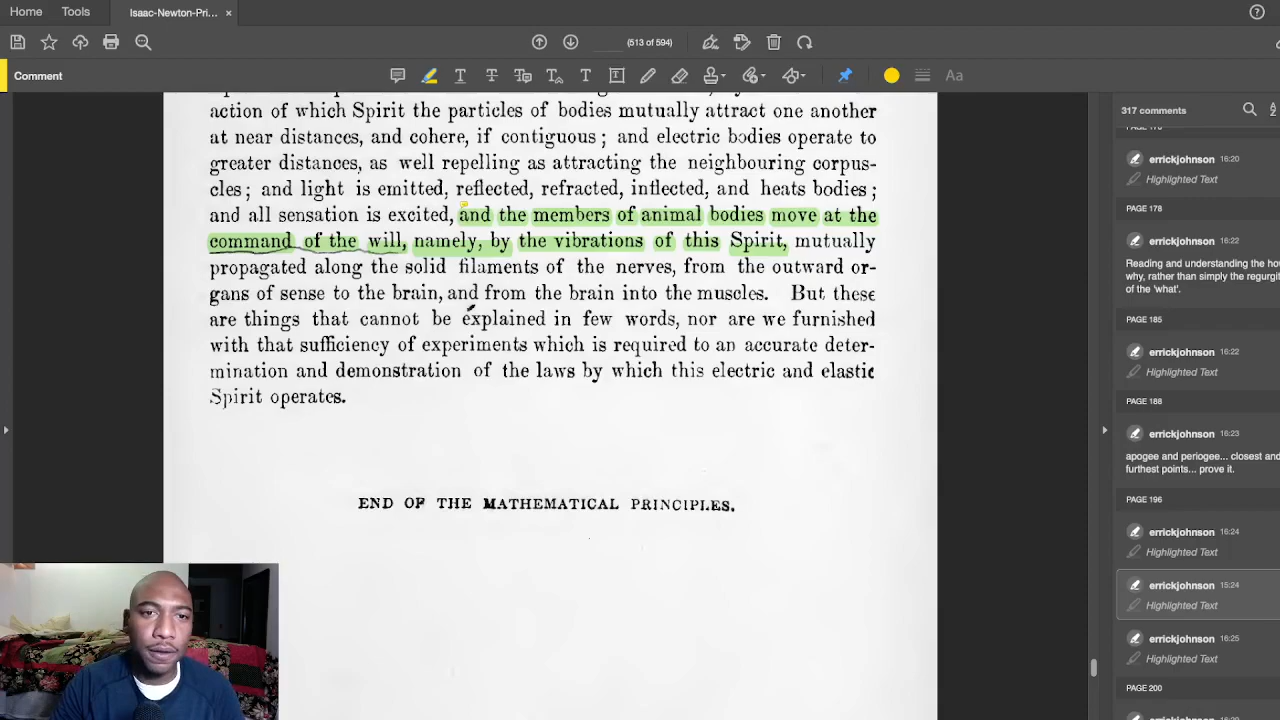 Home Tools Isaac-Newton-Pri... ×
(513 of 594)
Comment
Aa
317 comments
action of which Spirit the particles of bodies mutually attract one another
at near distances, and cohere, if contiguous ; and electric bodies operate to
greater distances, as well repelling as attracting the neighbouring corpus-
cles ; and light is emitted, reflected, refracted, inflected, and heats bodies ;
and all sensation is excited, and the members of animal bodies move at the
command of the will, namely, by the vibrations of this Spirit, mutually
propagated along the solid filaments of the nerves, from the outward or-
gans of sense to the brain, and from the brain into the muscles. But these
are things that cannot be explained in few words, nor are we furnished
with that sufficiency of experiments which is required to an accurate deter-
mination and demonstration of the laws by which this electric and elastic
Spirit operates.
END OF THE MATHEMATICAL PRINCIPLES.
errickjohnson 16:20
Highlighted Text
PAGE 178
errickjohnson 16:22
Reading and understanding the
why, rather than simply the
of the 'what'.
PAGE 185
errickjohnson 16:22
Highlighted Text
PAGE 188
errickjohnson 16:23
apogee and periogee... closest and
furthest points... prove it.
PAGE 196
errickjohnson 16:24
Highlighted Text
errickjohnson 15:24
Highlighted Text
errickjohnson 16:25
Highlighted Text
PAGE 200